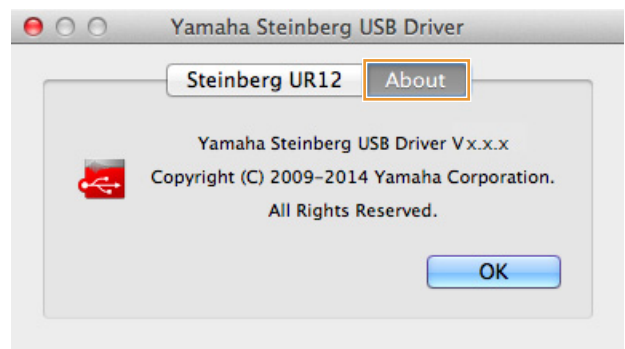 Yamaha Steinberg USB Driver
Steinberg UR12 About
Yamaha Steinberg USB Driver Vx.x.x
Copyright (C) 2009–2014 Yamaha Corporation.
All Rights Reserved.
OK